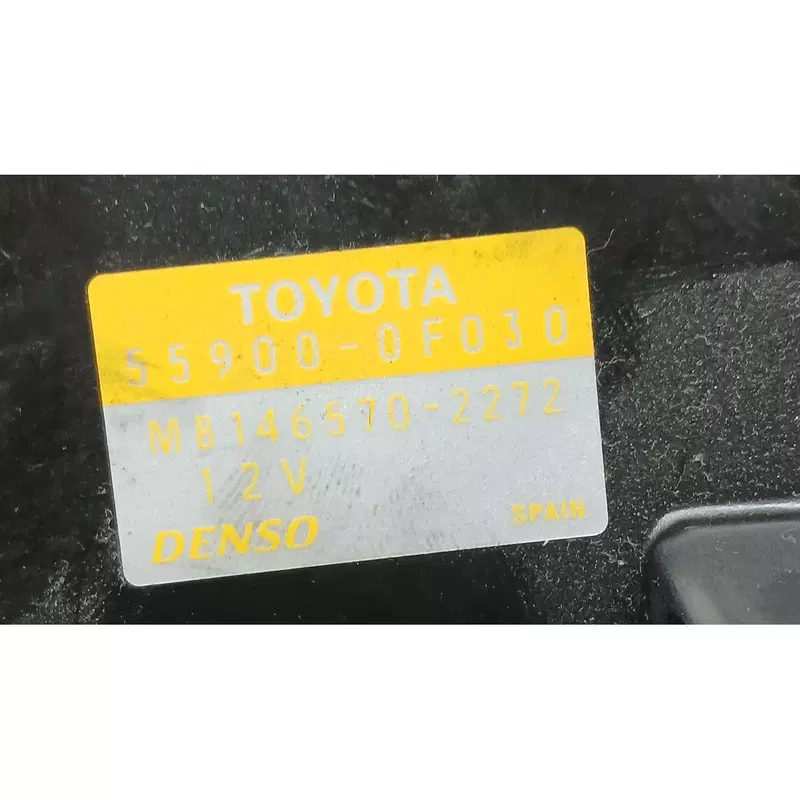 TOYOTA
55900-0F030
MB146570-2272
12V
DENSO SPAIN